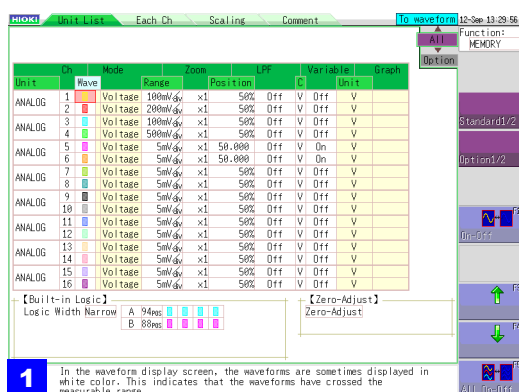 HIOKI Unit List Each Ch Scaling Comment To waveform 12-Sep 13:29:56
All Function:
MEMORY
Option
Ch Mode Zoom LPF Variable Graph
Unit Wave Range Position C Unit
ANALOG 1 Voltage 100mV/div ×1 50% Off V Off V
2 Voltage 200mV/div ×1 50% Off V Off V
ANALOG 3 Voltage 100mV/div ×1 50% Off V Off V
4 Voltage 500mV/div ×1 50% Off V Off V
ANALOG 5 Voltage 5mV/div ×1 50.000 Off V On V
6 Voltage 5mV/div ×1 50.000 Off V On V
ANALOG 7 Voltage 5mV/div ×1 50% Off V Off V
8 Voltage 5mV/div ×1 50% Off V Off V
ANALOG 9 Voltage 5mV/div ×1 50% Off V Off V
10 Voltage 5mV/div ×1 50% Off V Off V
ANALOG 11 Voltage 5mV/div ×1 50% Off V Off V
12 Voltage 5mV/div ×1 50% Off V Off V
ANALOG 13 Voltage 5mV/div ×1 50% Off V Off V
14 Voltage 5mV/div ×1 50% Off V Off V
ANALOG 15 Voltage 5mV/div ×1 50% Off V Off V
16 Voltage 5mV/div ×1 50% Off V Off V
Standard1/2
Option1/2
On-Off
【Built-in Logic】 【Zero-Adjust】
Logic Width Narrow A 94POS Zero-Adjust
B 88POS
1 In the waveform display screen, the waveforms are sometimes displayed in
white color. This indicates that the waveforms have crossed the
measurable range
All On-Off